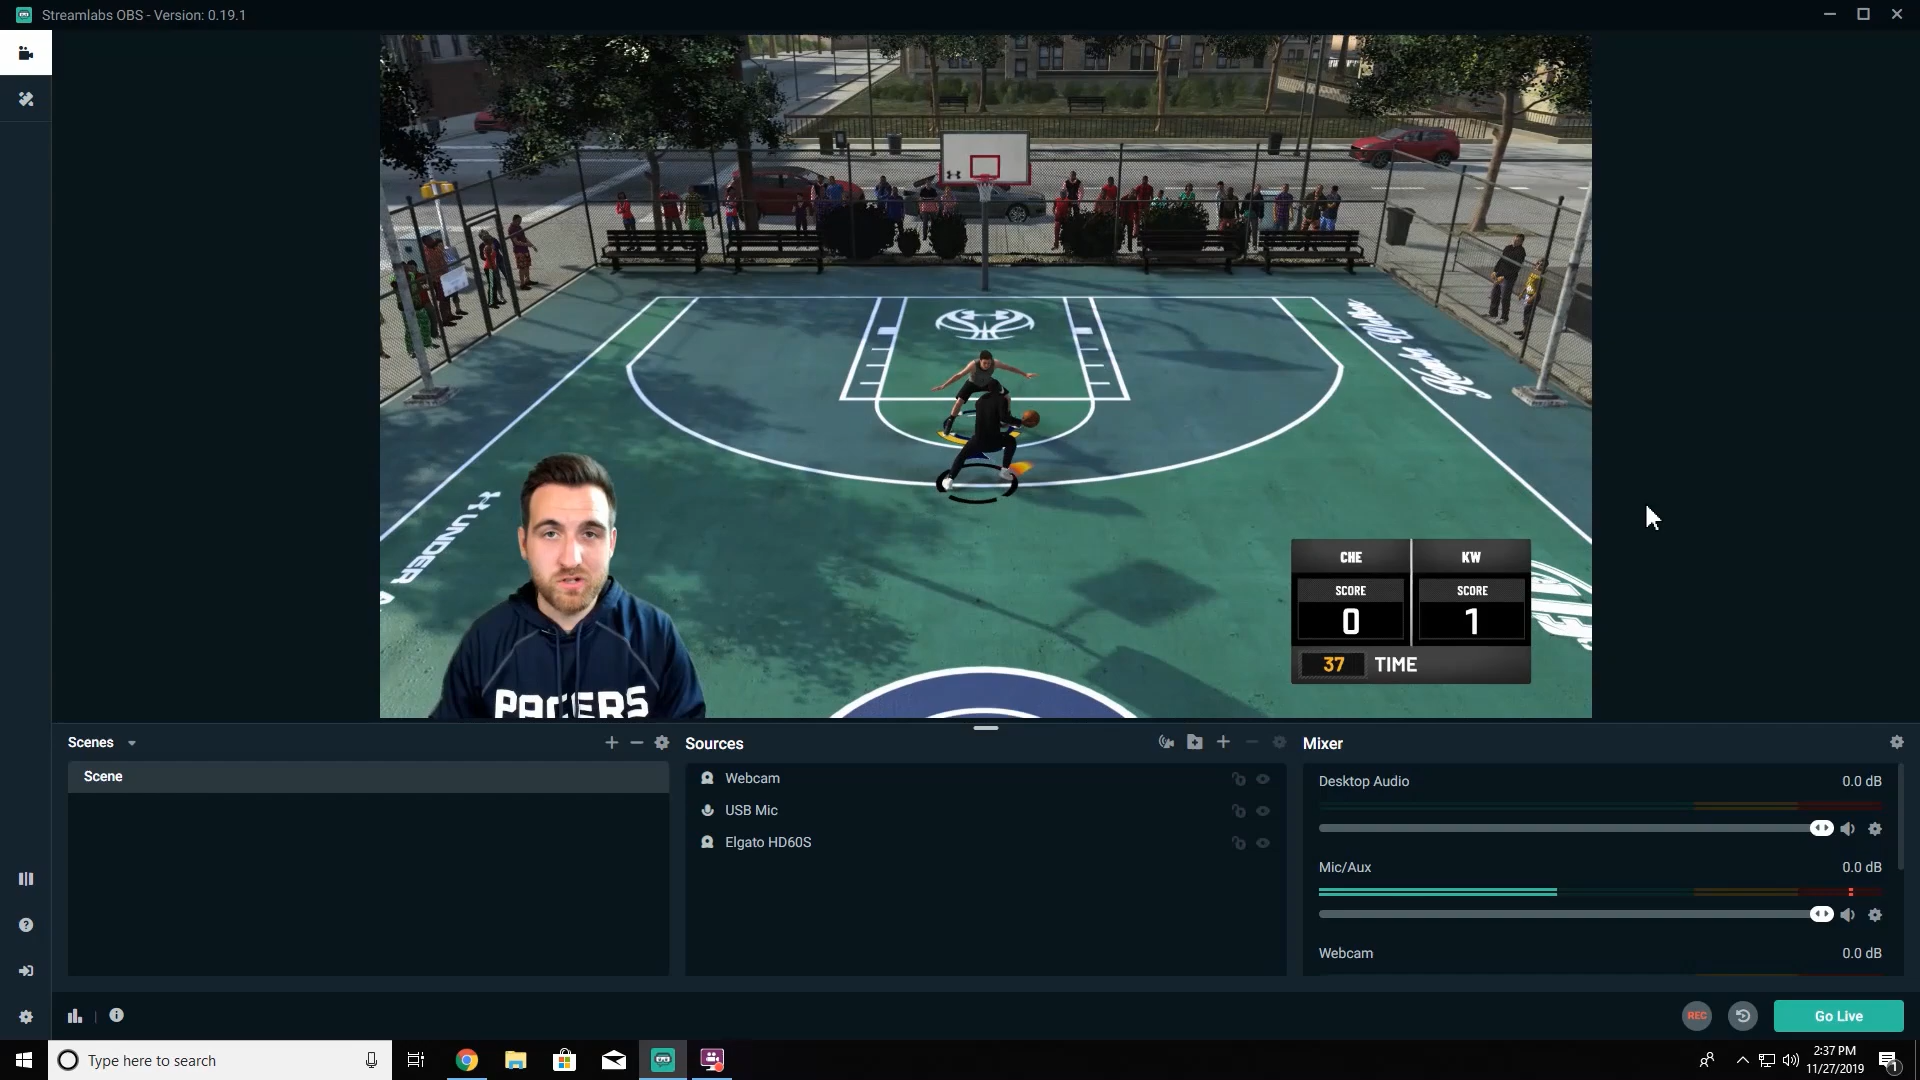 Streamlabs OBS - Version: 0.19.1
UNDER
PACERS
CHE
KW
SCORE
SCORE
0
1
37
TIME
Scenes
Scene
Sources
Webcam
USB Mic
Elgato HD60S
Mixer
Desktop Audio
0.0 dB
Mic/Aux
0.0 dB
Webcam
0.0 dB
REC
Go Live
Type here to search
2:37 PM
11/27/2019
1